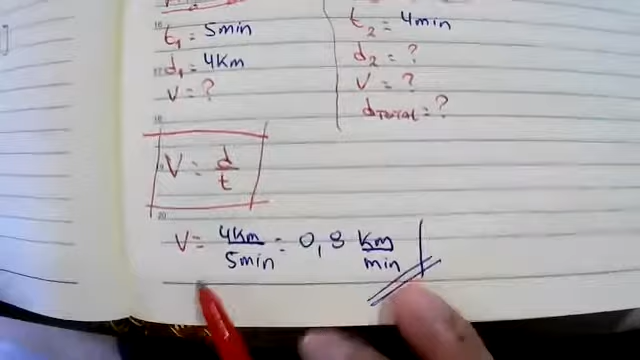 t₁ = 5min
d₁ = 4Km
V = ?
t₂ = 4min
d₂ = ?
V = ?
dTOTAL = ?
V = d/t
V = 4Km/5min = 0,8 Km/min